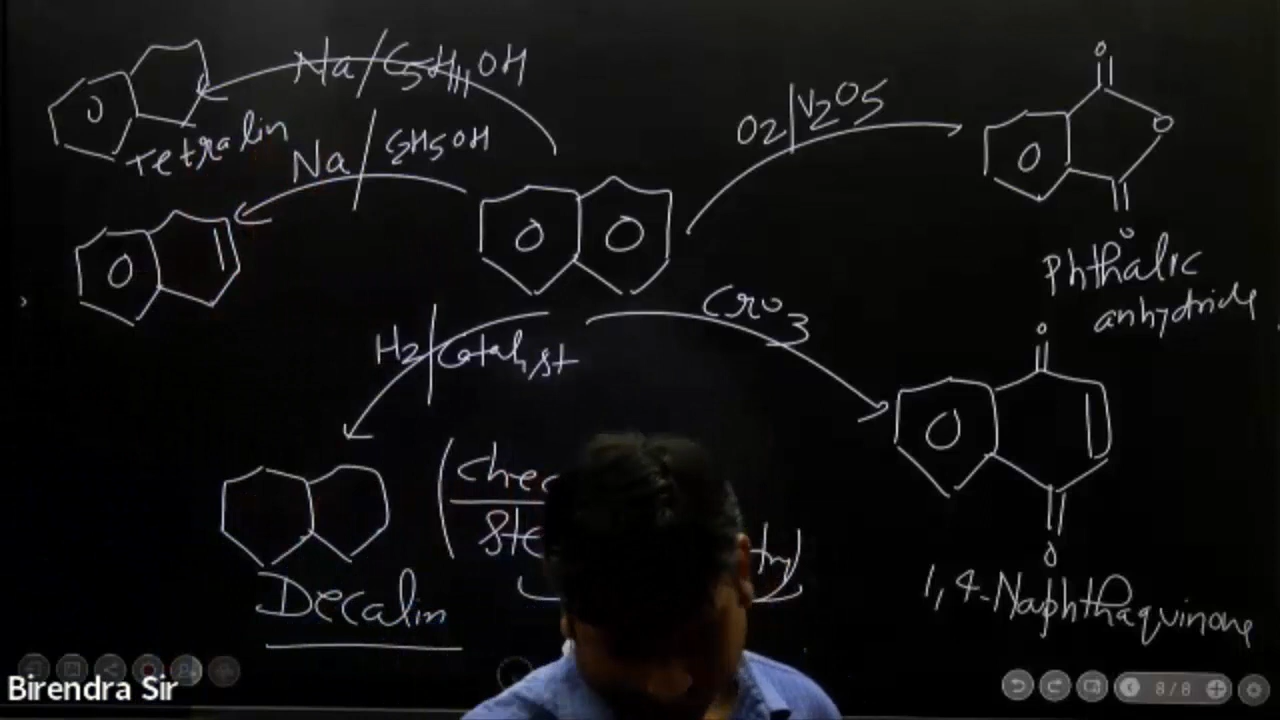 Na/C5H11OH
Tetralin
Na/C2H5OH
O2/V2O5
O
O
O
Phthalic
anhydride
CrO3
H2/Catalyst
O
O
1,4-Naphthaquinone
Decalin
Birendra Sir
8/8